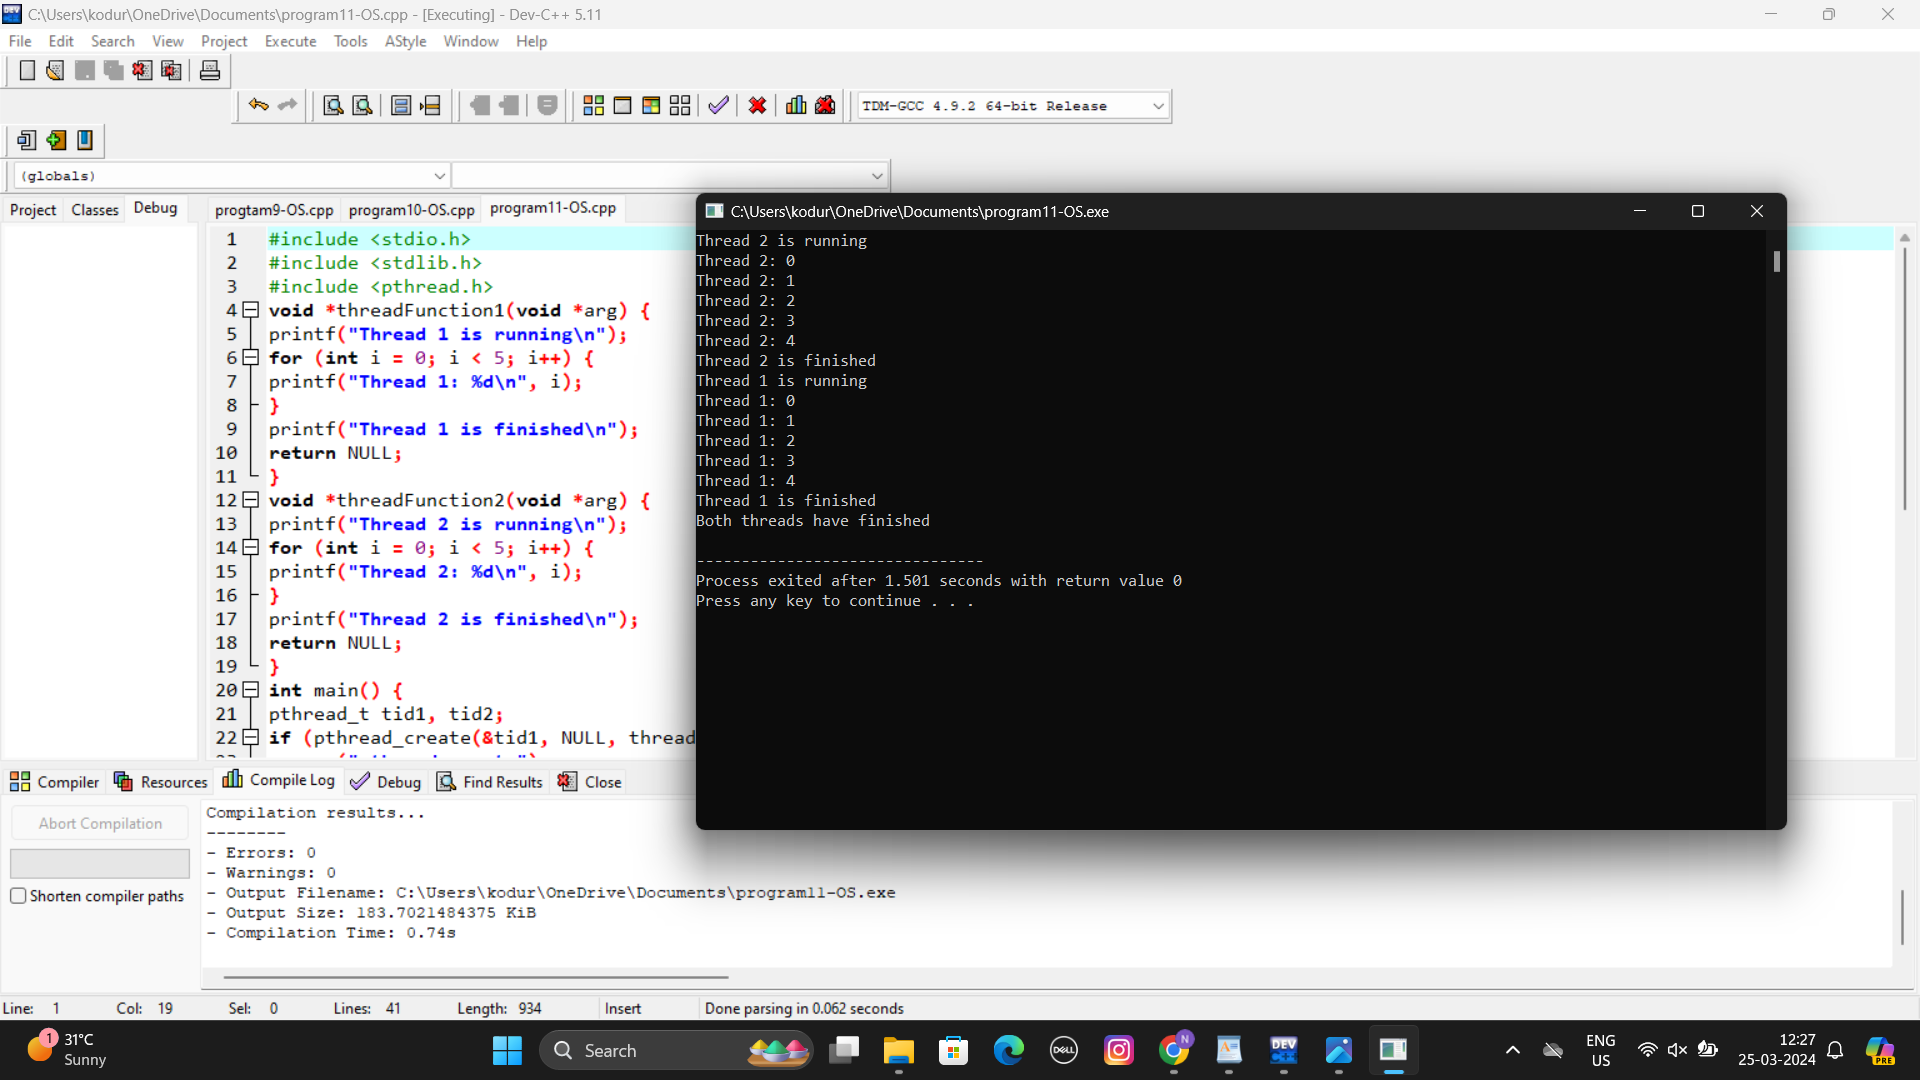 C:\Users\kodur\OneDrive\Documents\program11-OS.cpp - [Executing] - Dev-C++ 5.11
File Edit Search View Project Execute Tools AStyle Window Help
TDM-GCC 4.9.2 64-bit Release
(globals)
Project Classes Debug
progtam9-OS.cpp program10-OS.cpp program11-OS.cpp
1 #include <stdio.h>
2 #include <stdlib.h>
3 #include <pthread.h>
4 void *threadFunction1(void *arg) {
5 printf("Thread 1 is running\n");
6 for (int i = 0; i < 5; i++) {
7 printf("Thread 1: %d\n", i);
8 }
9 printf("Thread 1 is finished\n");
10 return NULL;
11 }
12 void *threadFunction2(void *arg) {
13 printf("Thread 2 is running\n");
14 for (int i = 0; i < 5; i++) {
15 printf("Thread 2: %d\n", i);
16 }
17 printf("Thread 2 is finished\n");
18 return NULL;
19 }
20 int main() {
21 pthread_t tid1, tid2;
22 if (pthread_create(&tid1, NULL, thread
C:\Users\kodur\OneDrive\Documents\program11-OS.exe
Thread 2 is running
Thread 2: 0
Thread 2: 1
Thread 2: 2
Thread 2: 3
Thread 2: 4
Thread 2 is finished
Thread 1 is running
Thread 1: 0
Thread 1: 1
Thread 1: 2
Thread 1: 3
Thread 1: 4
Thread 1 is finished
Both threads have finished
--------------------------------
Process exited after 1.501 seconds with return value 0
Press any key to continue . . .
Compiler Resources Compile Log Debug Find Results Close
Abort Compilation
Shorten compiler paths
Compilation results...
--------
- Errors: 0
- Warnings: 0
- Output Filename: C:\Users\kodur\OneDrive\Documents\program11-OS.exe
- Output Size: 183.7021484375 KiB
- Compilation Time: 0.74s
Line: 1 Col: 19 Sel: 0 Lines: 41 Length: 934 Insert Done parsing in 0.062 seconds
1
31°C
Sunny
Search
DELL
N
DEV
C++
ENG
US
12:27
25-03-2024
PRE